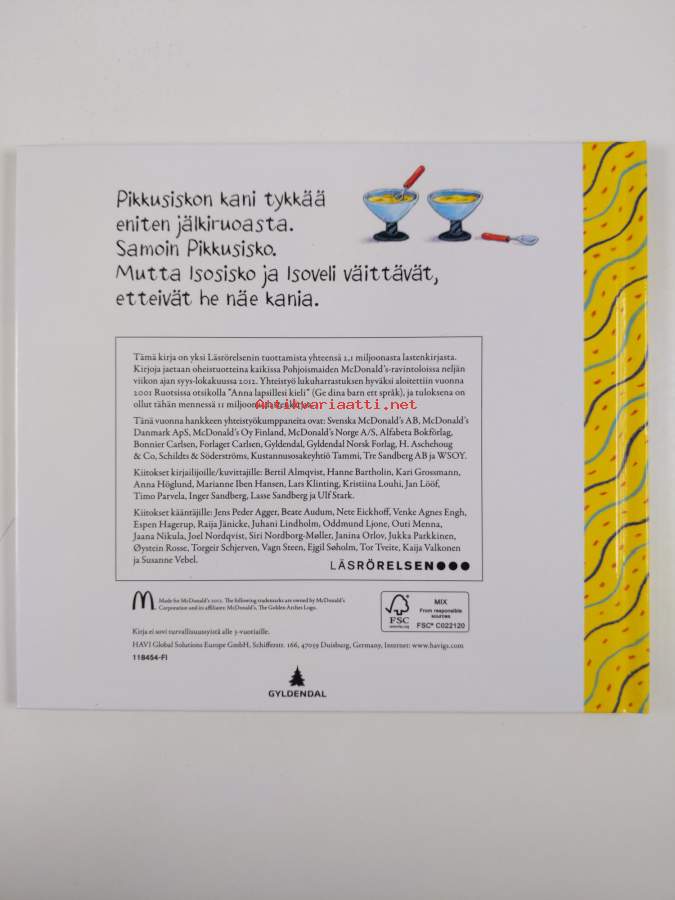 Pikkusiskon kani tykkää
eniten jälkiruoasta.
Samoin Pikkusisko.
Mutta Isosisko ja Isoveli väittävät,
etteivät he näe kania.
Tämä kirja on yksi Läsrörelsenin tuottamista yhteensä 2,1 miljoonasta lastenkirjasta.
Kirjoja jaetaan oheistuotteina kaikissa Pohjoismaiden McDonald's-ravintoloissa neljän
viikon ajan syys-lokakuussa 2012. Yhteistyö lukuharrastuksen hyväksi aloitettiin vuonna
2001 Ruotsissa otsikolla "Anna lapsillesi kieli" (Ge dina barn ett språk), ja tuloksena on
ollut tähän mennessä 11 miljoonaa lastenkirjaa.
Antikvariaatti.net
Tänä vuonna hankkeen yhteistyökumppaneita ovat: Svenska McDonald's AB, McDonald's
Danmark ApS, McDonald's Oy Finland, McDonald's Norge A/S, Alfabeta Bokförlag,
Bonnier Carlsen, Forlaget Carlsen, Gyldendal, Gyldendal Norsk Forlag, H. Aschehoug
& Co, Schildts & Söderströms, Kustannusosakeyhtiö Tammi, Tre Sandberg AB ja WSOY.
Kiitokset kirjailijoille/kuvittajille: Bertil Almqvist, Hanne Bartholin, Kari Grossmann,
Anna Höglund, Marianne Iben Hansen, Lars Klinting, Kristiina Louhi, Jan Lööf,
Timo Parvela, Inger Sandberg, Lasse Sandberg ja Ulf Stark.
Kiitokset kääntäjille: Jens Peder Agger, Beate Audum, Nete Eickhoff, Venke Agnes Engh,
Espen Hagerup, Raija Jänicke, Juhani Lindholm, Oddmund Ljone, Outi Menna,
Jaana Nikula, Joel Nordqvist, Siri Nordborg-Møller, Janina Orlov, Jukka Parkkinen,
Øystein Rosse, Torgeir Schjerven, Vagn Steen, Ejgil Søholm, Tor Tveite, Kaija Valkonen
ja Susanne Vebel.
LÄSRÖRELSEN
Made for McDonald's 2012. The following trademarks are owned by McDonald's
Corporation and its affiliates: McDonald's, The Golden Arches Logo.
FSC
MIX
From responsible
sources
FSC® C022120
Kirja ei sovi turvallisuussyistä alle 3-vuotiaille.
HAVI Global Solutions Europe GmbH, Schifferstr. 166, 47059 Duisburg, Germany, Internet: www.havigs.com
118454-FI
GYLDENDAL